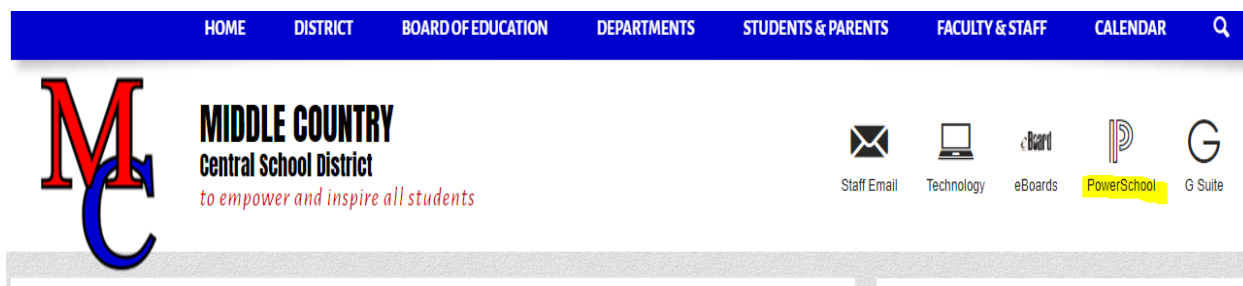 HOME DISTRICT BOARD OF EDUCATION DEPARTMENTS STUDENTS & PARENTS FACULTY & STAFF CALENDAR
MC
MIDDLE COUNTRY
Central School District
to empower and inspire all students
eBoard P G
Staff Email Technology eBoards PowerSchool G Suite